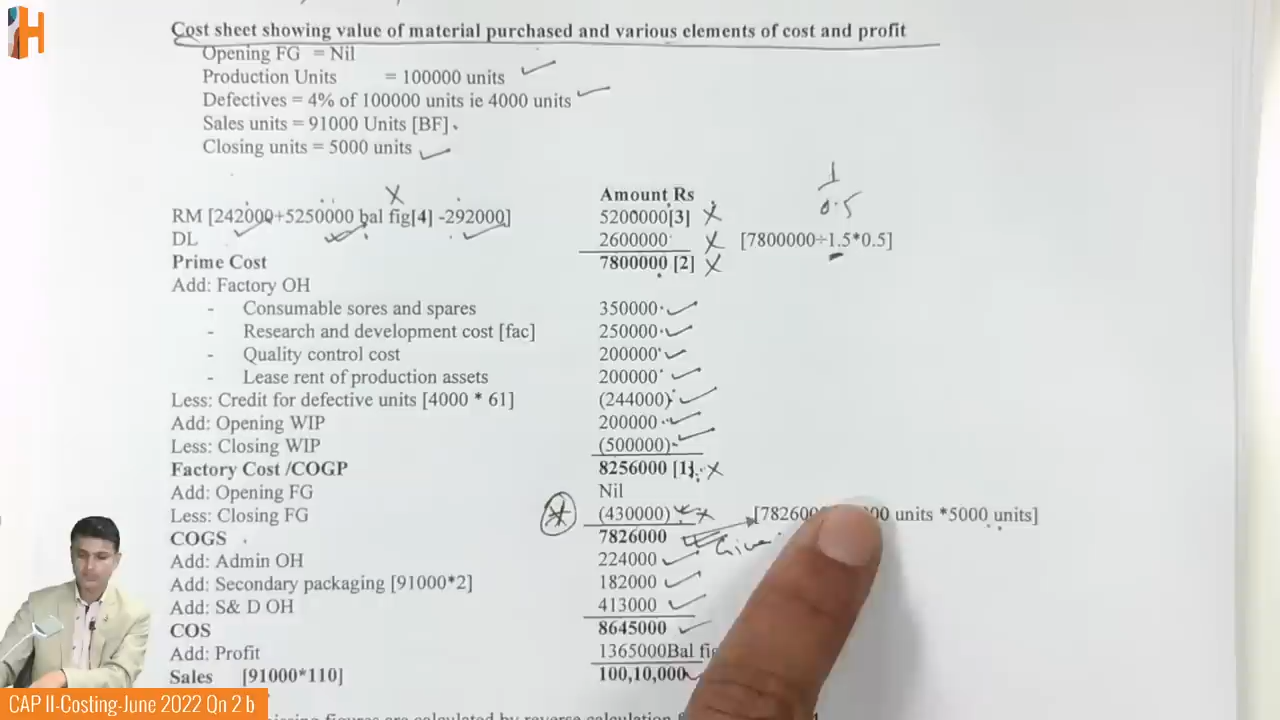 H
Cost sheet showing value of material purchased and various elements of cost and profit
Opening FG = Nil
Production Units = 100000 units
Defectives = 4% of 100000 units ie 4000 units
Sales units = 91000 Units [BF]
Closing units = 5000 units
Amount Rs
1
0.5
RM [242000+5250000 bal fig[4] -292000] 5200000[3]
DL 2600000 [7800000÷1.5*0.5]
Prime Cost 7800000 [2]
Add: Factory OH
- Consumable sores and spares 350000
- Research and development cost [fac] 250000
- Quality control cost 200000
- Lease rent of production assets 200000
Less: Credit for defective units [4000 * 61] (244000)
Add: Opening WIP 200000
Less: Closing WIP (500000)
Factory Cost /COGP 8256000 [1]
Add: Opening FG Nil
Less: Closing FG (430000) units *5000 units]
COGS 7826000 Given
Add: Admin OH 224000
Add: Secondary packaging [91000*2] 182000
Add: S& D OH 413000
COS 8645000
Add: Profit 1365000Bal fig
Sales [91000*110] 100,10,000
figures are calculated by reverse calculation
CAP II-Costing-June 2022 Qn 2 b